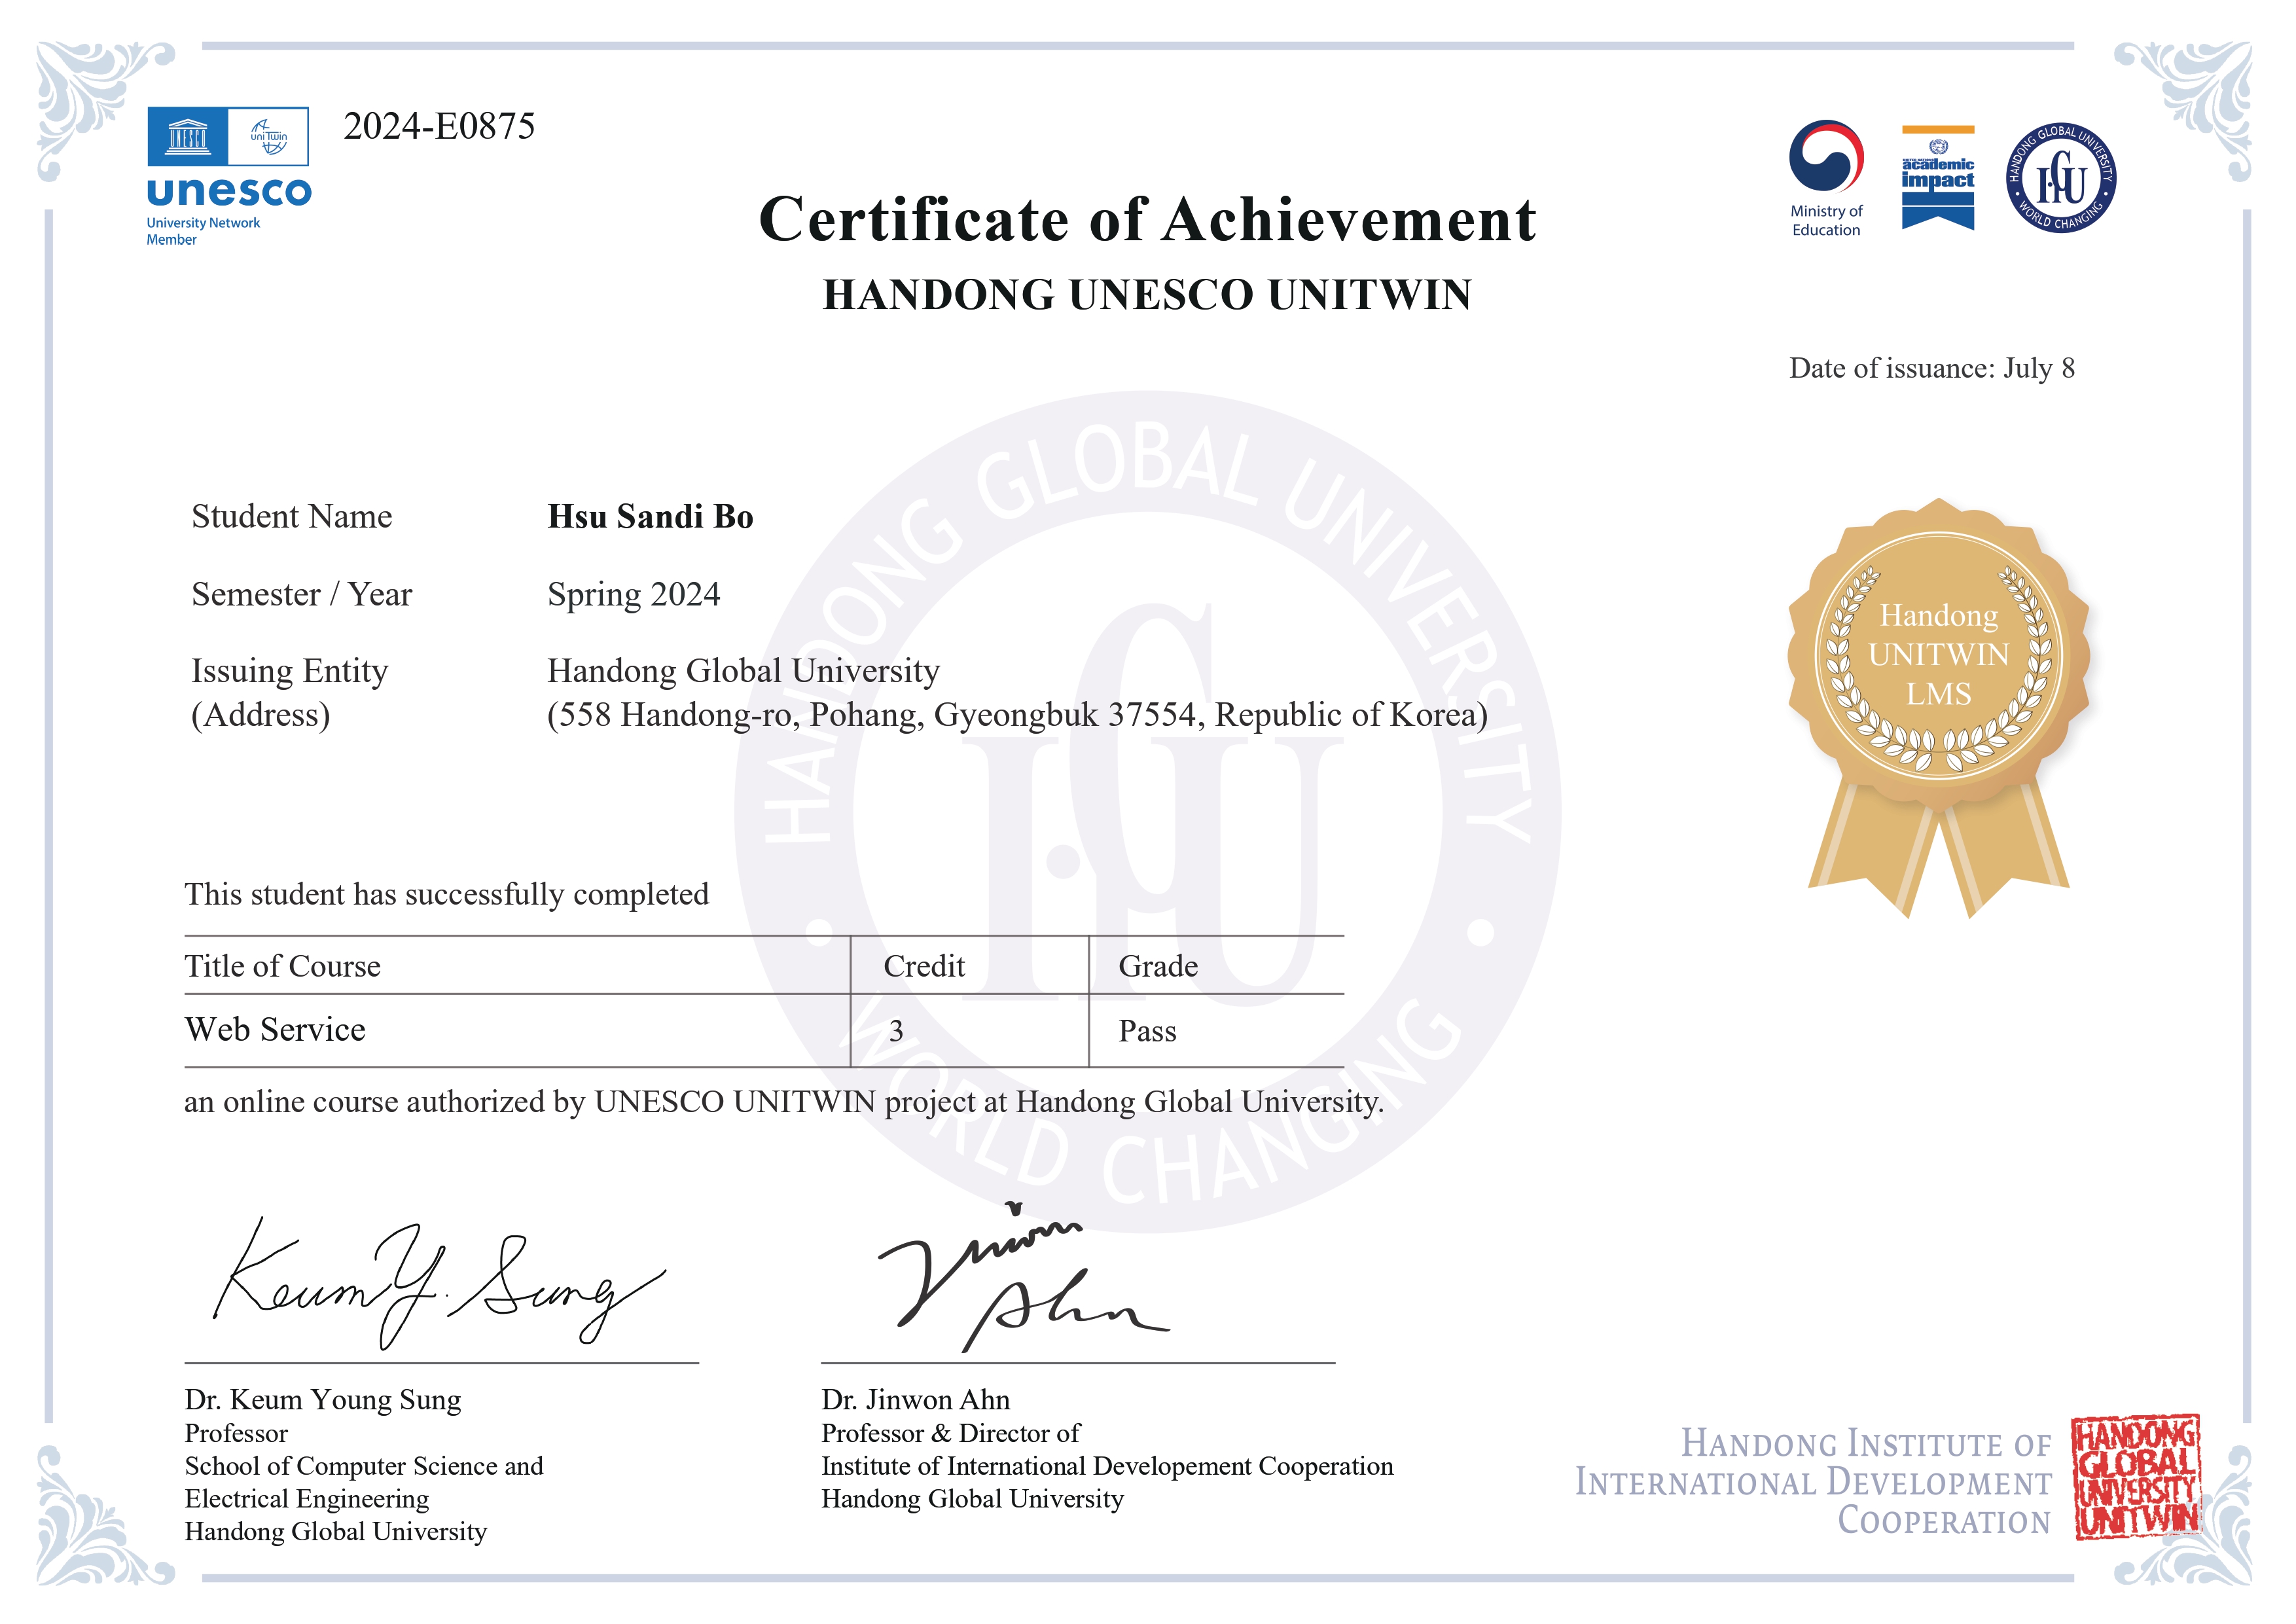 UNESCO
uniTwin
unesco
University Network
Member
2024-E0875
Ministry of
Education
UNITED NATIONS
academic
impact
HANDONG GLOBAL UNIVERSITY
HGU
WORLD CHANGING
Certificate of Achievement
HANDONG UNESCO UNITWIN
Date of issuance: July 8
HANDONG GLOBAL UNIVERSITY
HGU
WORLD CHANGING
Student Name Hsu Sandi Bo
Semester / Year Spring 2024
Issuing Entity Handong Global University
(Address) (558 Handong-ro, Pohang, Gyeongbuk 37554, Republic of Korea)
Handong
UNITWIN
LMS
This student has successfully completed
Title of Course Credit Grade
Web Service 3 Pass
an online course authorized by UNESCO UNITWIN project at Handong Global University.
Keum Y. Sung
Jinwon
Ahn
Dr. Keum Young Sung
Professor
School of Computer Science and
Electrical Engineering
Handong Global University
Dr. Jinwon Ahn
Professor & Director of
Institute of International Developement Cooperation
Handong Global University
HANDONG INSTITUTE OF
INTERNATIONAL DEVELOPMENT
COOPERATION
HANDONG
GLOBAL
UNIVERSITY
UNITWIN